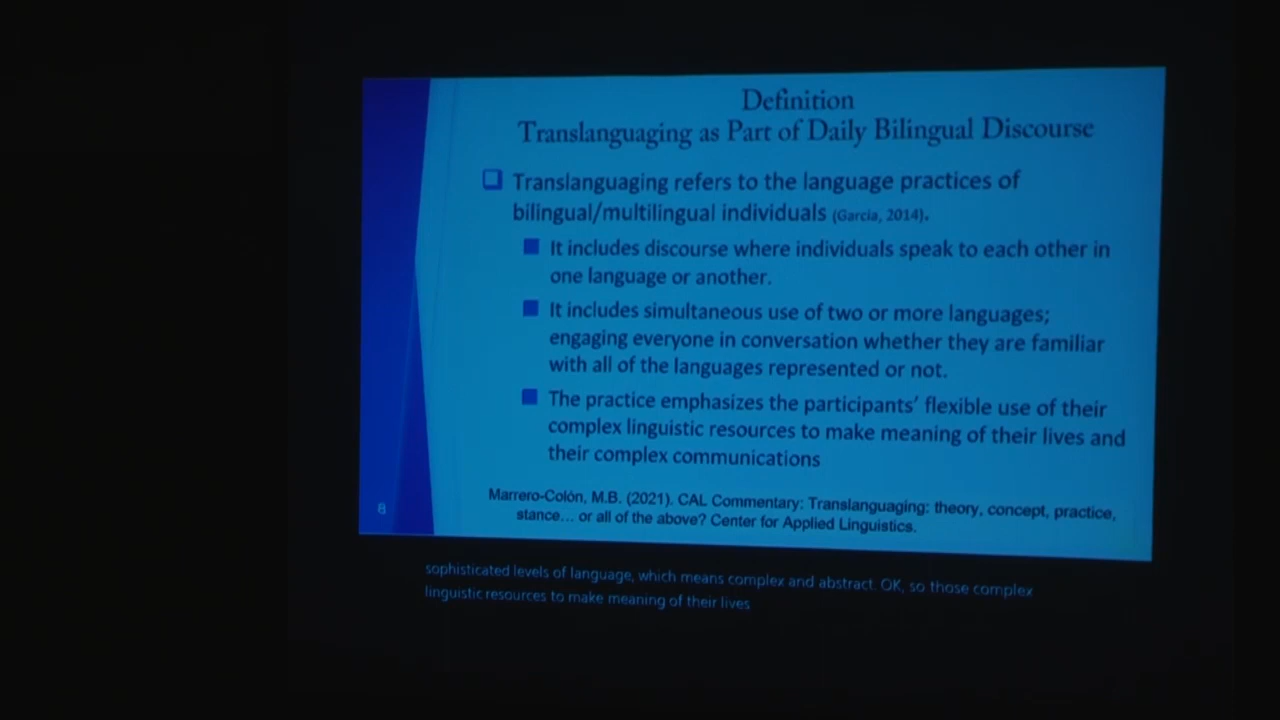 Definition
Translanguaging as Part of Daily Bilingual Discourse
Translanguaging refers to the language practices of
bilingual/multilingual individuals (Garcia, 2014).
It includes discourse where individuals speak to each other in
one language or another.
It includes simultaneous use of two or more languages;
engaging everyone in conversation whether they are familiar
with all of the languages represented or not.
The practice emphasizes the participants' flexible use of their
complex linguistic resources to make meaning of their lives and
their complex communications
Marrero-Colón, M.B. (2021). CAL Commentary: Translanguaging: theory, concept, practice,
stance... or all of the above? Center for Applied Linguistics.
8
sophisticated levels of language, which means complex and abstract. OK, so those complex
linguistic resources to make meaning of their lives